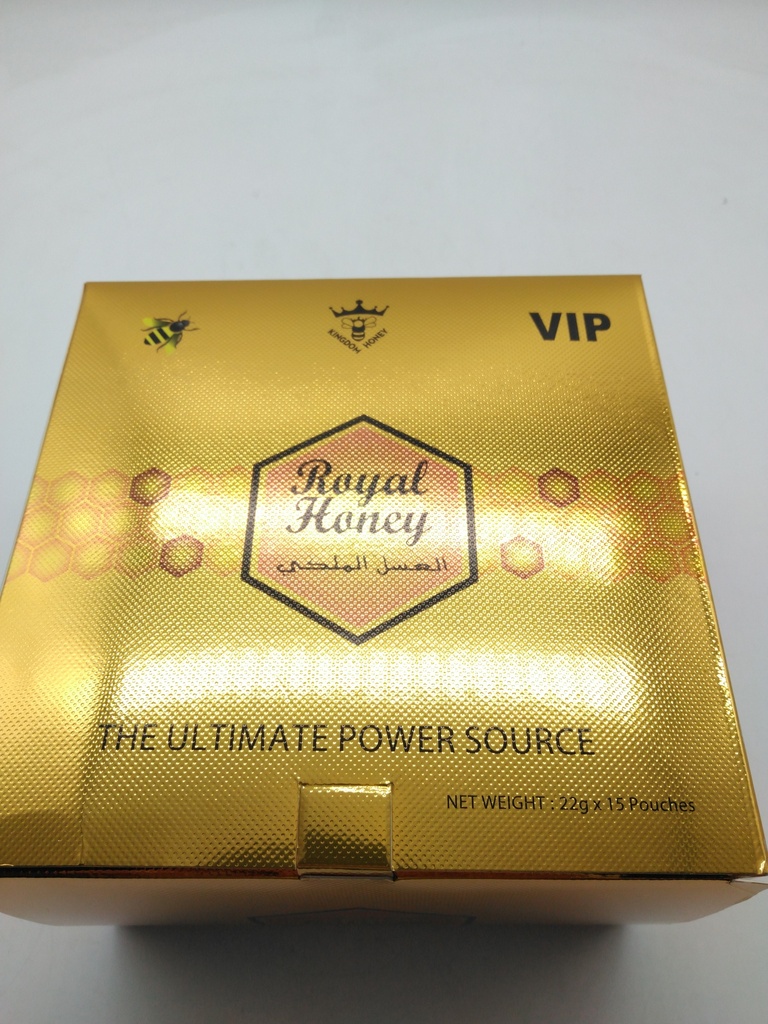 KINGDOM HONEY
VIP
Royal
Honey
العسل الملكي
THE ULTIMATE POWER SOURCE
NET WEIGHT : 22g x 15 Pouches